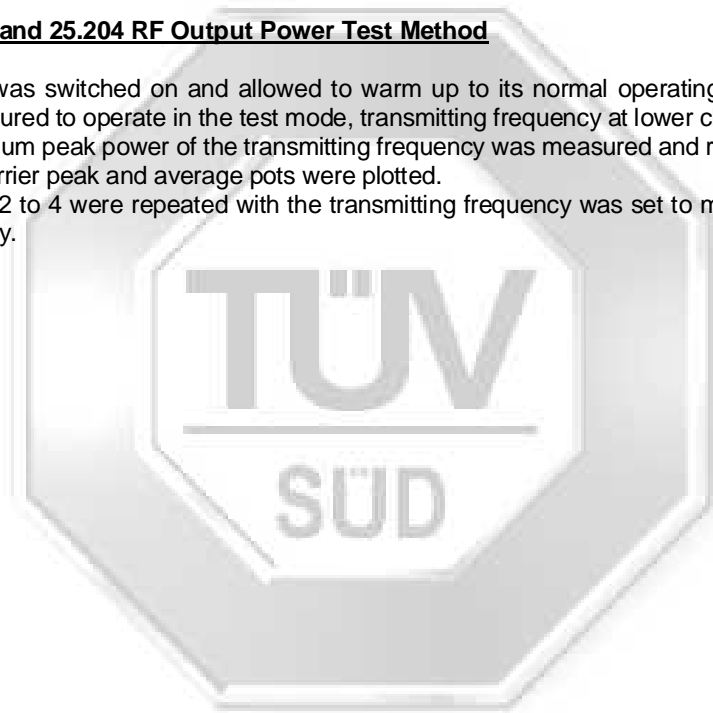 and 25.204 RF Output Power Test Method
was switched on and allowed to warm up to its normal operating
ured to operate in the test mode, transmitting frequency at lower c
um peak power of the transmitting frequency was measured and r
rrier peak and average pots were plotted.
2 to 4 were repeated with the transmitting frequency was set to m
y.
TÜV
SÜD